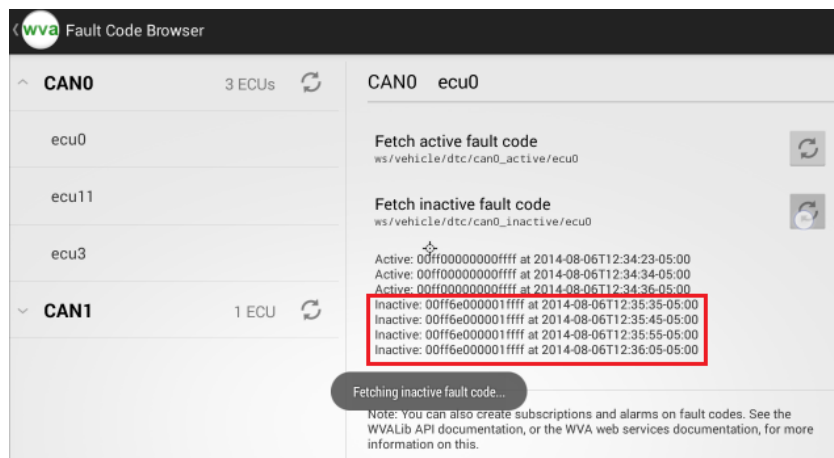 wva Fault Code Browser
CAN0 3 ECUs
ecu0
ecu11
ecu3
CAN1 1 ECU
CAN0 ecu0
Fetch active fault code
ws/vehicle/dtc/can0_active/ecu0
Fetch inactive fault code
ws/vehicle/dtc/can0_inactive/ecu0
Active: 00ff00000000ffff at 2014-08-06T12:34:23-05:00
Active: 00ff00000000ffff at 2014-08-06T12:34:34-05:00
Active: 00ff00000000ffff at 2014-08-06T12:34:36-05:00
Inactive: 00ff6e000001ffff at 2014-08-06T12:35:35-05:00
Inactive: 00ff6e000001ffff at 2014-08-06T12:35:45-05:00
Inactive: 00ff6e000001ffff at 2014-08-06T12:35:55-05:00
Inactive: 00ff6e000001ffff at 2014-08-06T12:36:05-05:00
Fetching inactive fault code...
Note: You can also create subscriptions and alarms on fault codes. See the
WVALib API documentation, or the WVA web services documentation, for more
information on this.